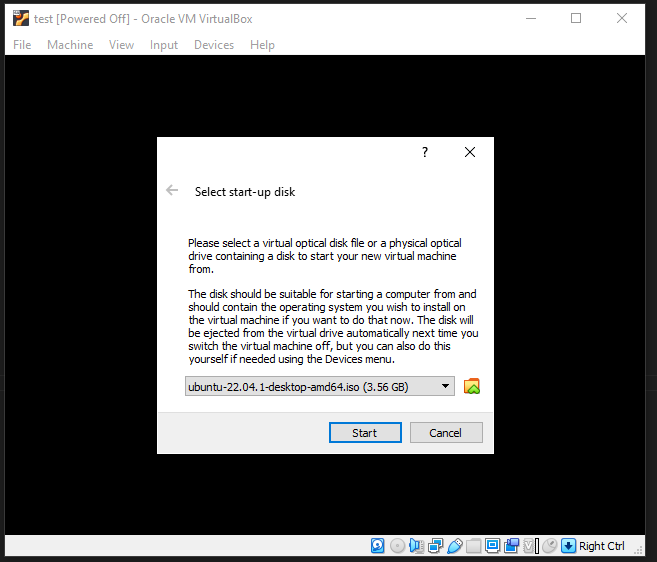 test [Powered Off] - Oracle VM VirtualBox
File Machine View Input Devices Help
?
Select start-up disk
Please select a virtual optical disk file or a physical optical
drive containing a disk to start your new virtual machine
from.
The disk should be suitable for starting a computer from and
should contain the operating system you wish to install on
the virtual machine if you want to do that now. The disk will
be ejected from the virtual drive automatically next time you
switch the virtual machine off, but you can also do this
yourself if needed using the Devices menu.
ubuntu-22.04.1-desktop-amd64.iso (3.56 GB)
Start Cancel
Right Ctrl